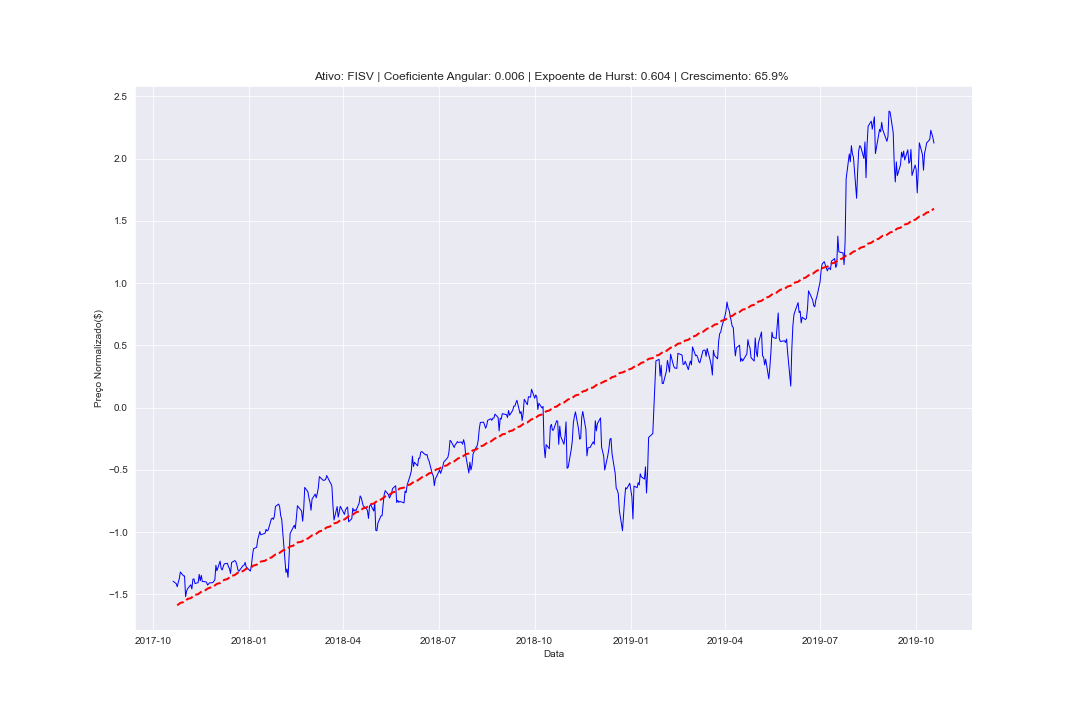 Ativo: FISV | Coeficiente Angular: 0.006 | Expoente de Hurst: 0.604 | Crescimento: 65.9%
2.5
2.0
1.5
1.0
0.5
0.0
−0.5
−1.0
−1.5
Preço Normalizado($)
2017-10 2018-01 2018-04 2018-07 2018-10 2019-01 2019-04 2019-07 2019-10
Data